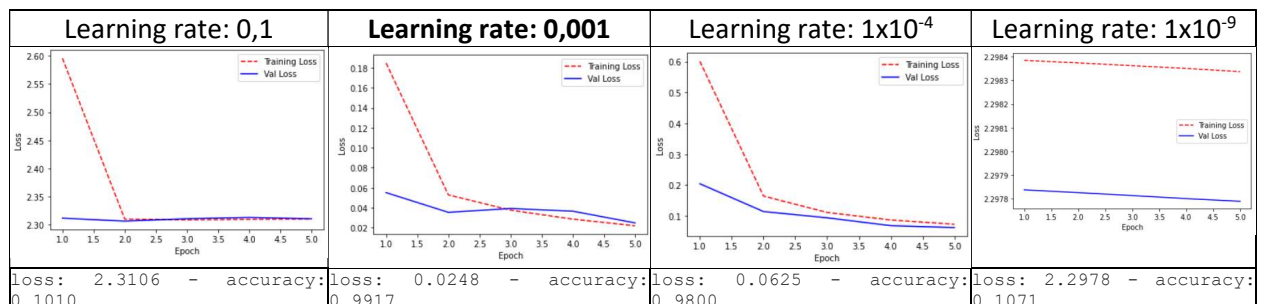 Learning rate: 0,1
Learning rate: 0,001
Learning rate: 1x10-4
Learning rate: 1x10-9
2.60
2.55
2.50
2.45
2.40
2.35
2.30
Loss
Training Loss
Val Loss
1.0 1.5 2.0 2.5 3.0 3.5 4.0 4.5 5.0
Epoch
0.18
0.16
0.14
0.12
0.10
0.08
0.06
0.04
0.02
Loss
Training Loss
Val Loss
1.0 1.5 2.0 2.5 3.0 3.5 4.0 4.5 5.0
Epoch
0.6
0.5
0.4
0.3
0.2
0.1
Loss
Training Loss
Val Loss
1.0 1.5 2.0 2.5 3.0 3.5 4.0 4.5 5.0
Epoch
2.2984
2.2983
2.2982
2.2981
2.2980
2.2979
2.2978
Loss
Training Loss
Val Loss
1.0 1.5 2.0 2.5 3.0 3.5 4.0 4.5 5.0
Epoch
loss: 2.3106 - accuracy:
0.1010
loss: 0.0248 - accuracy:
0.9917
loss: 0.0625 - accuracy:
0.9800
loss: 2.2978 - accuracy:
0.1071